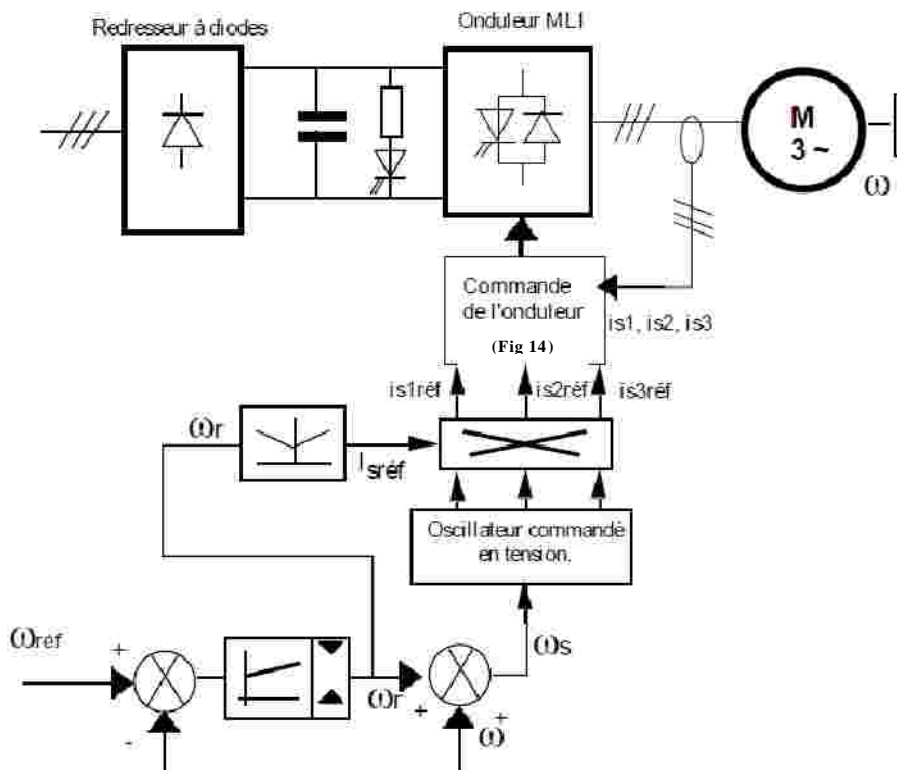 Redresseur à diodes
Onduleur MLI
M
3 ~
ω
Commande
de l'onduleur
(Fig 14)
is1, is2, is3
is1réf
is2réf
is3réf
ωr
Isréf
Oscillateur commandé
en tension.
ωréf
+
-
ωr
+
ωs
+
ω